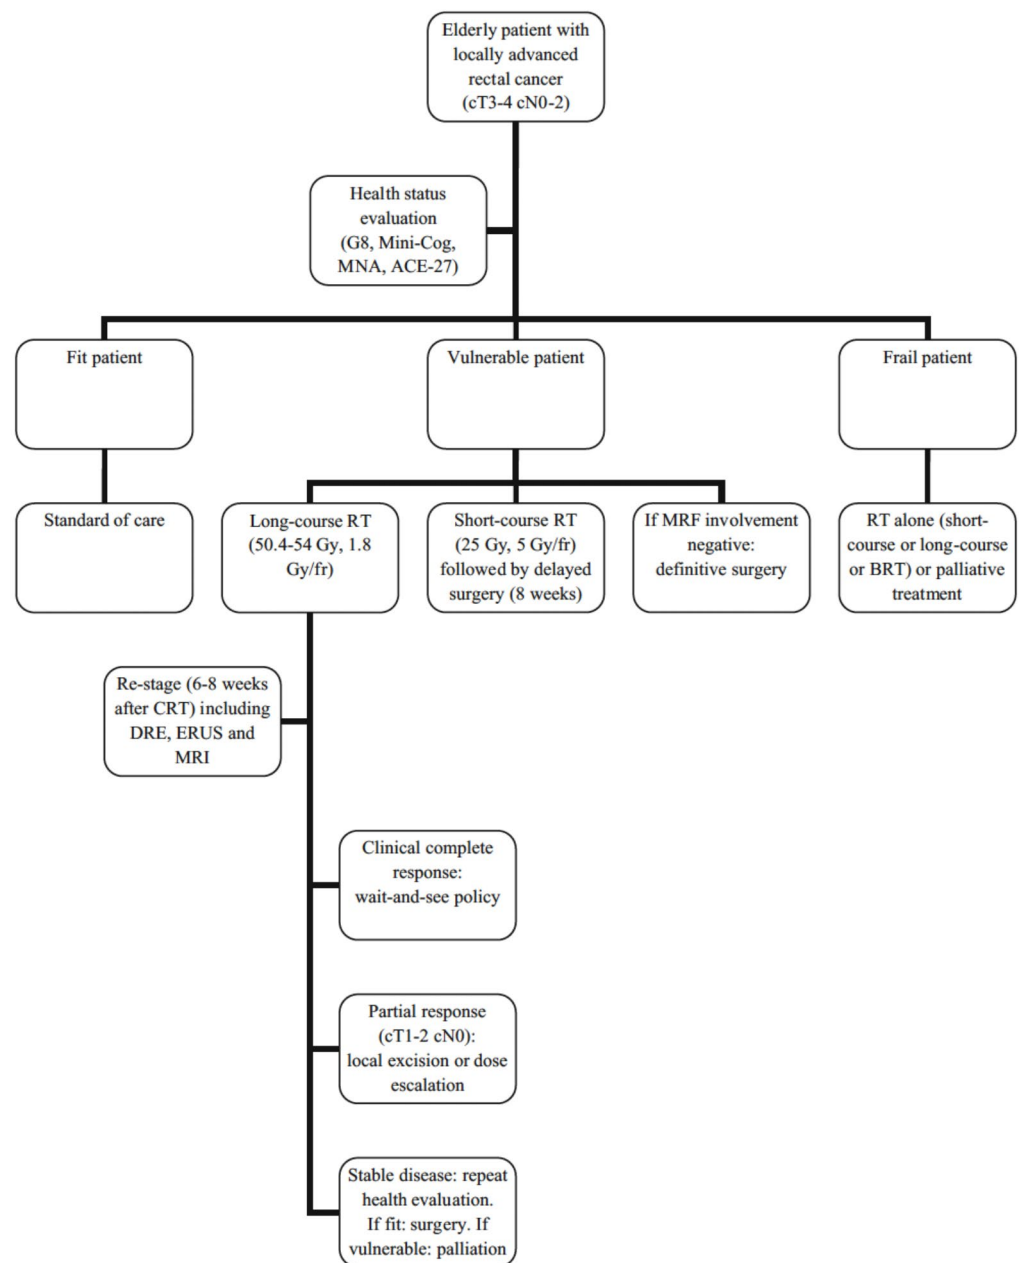 Elderly patient with
locally advanced
rectal cancer
(cT3-4 cN0-2)
Health status
evaluation
(G8, Mini-Cog,
MNA, ACE-27)
Fit patient
Vulnerable patient
Frail patient
Standard of care
Long-course RT
(50.4-54 Gy, 1.8
Gy/fr)
Short-course RT
(25 Gy, 5 Gy/fr)
followed by delayed
surgery (8 weeks)
If MRF involvement
negative:
definitive surgery
RT alone (short-
course or long-course
or BRT) or palliative
treatment
Re-stage (6-8 weeks
after CRT) including
DRE, ERUS and
MRI
Clinical complete
response:
wait-and-see policy
Partial response
(cT1-2 cN0):
local excision or dose
escalation
Stable disease: repeat
health evaluation.
If fit: surgery. If
vulnerable: palliation